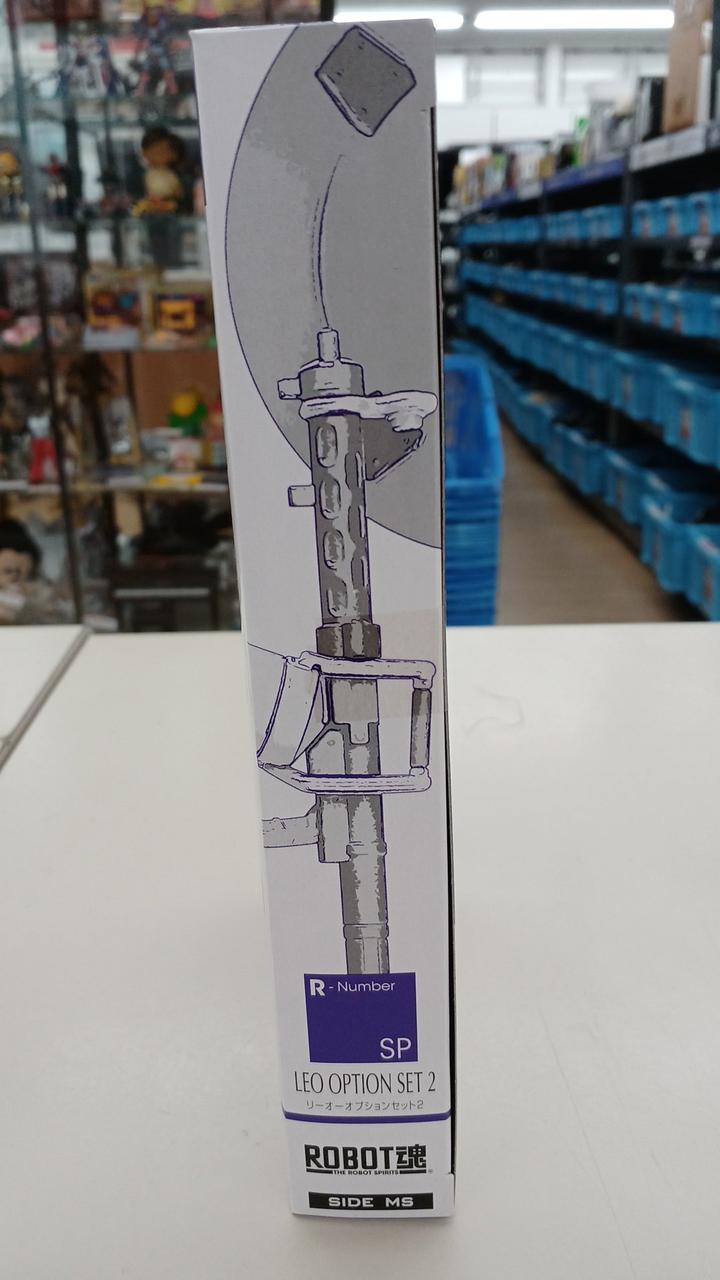 R - Number
SP
LEO OPTION SET 2
リーオーオプションセット2
ROBOT魂
THE ROBOT SPIRITS
SIDE MS